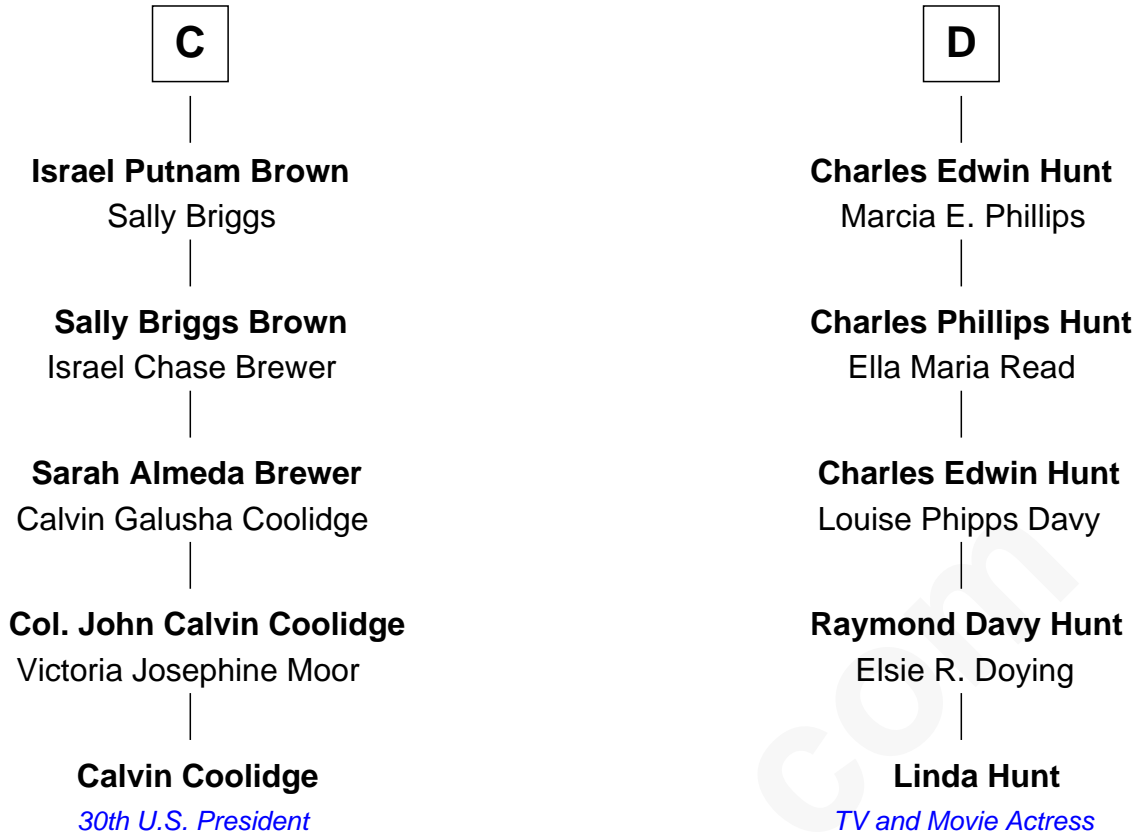 C
Israel Putnam Brown
Sally Briggs
Sally Briggs Brown
Israel Chase Brewer
Sarah Almeda Brewer
Calvin Galusha Coolidge
Col. John Calvin Coolidge
Victoria Josephine Moor
Calvin Coolidge
30th U.S. President
D
Charles Edwin Hunt
Marcia E. Phillips
Charles Phillips Hunt
Ella Maria Read
Charles Edwin Hunt
Louise Phipps Davy
Raymond Davy Hunt
Elsie R. Doying
Linda Hunt
TV and Movie Actress
com